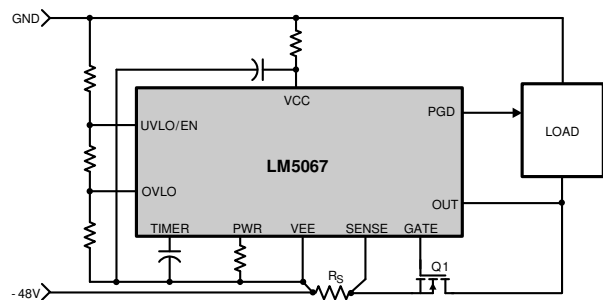 GND
VCC
PGD
LOAD
UVLO/EN
LM5067
OVLO
OUT
TIMER PWR VEE SENSE GATE
RS
Q1
-48V